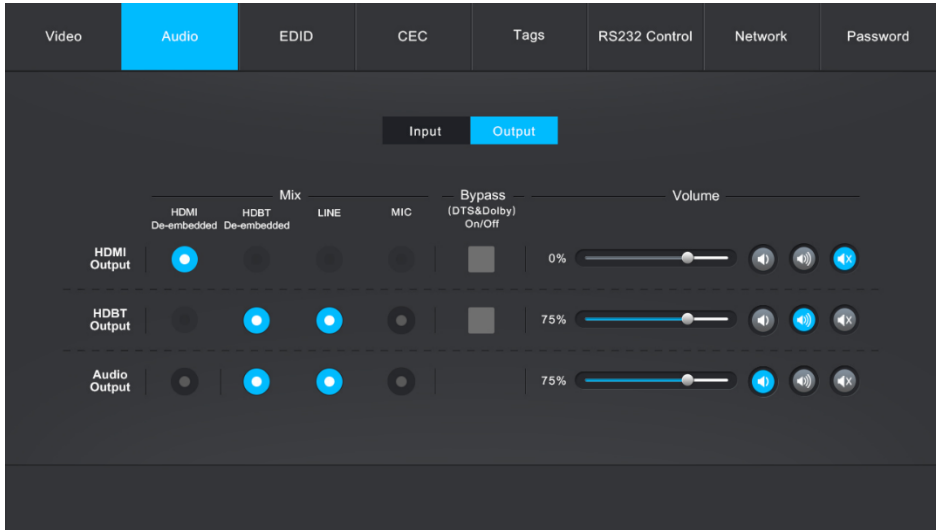 Video Audio EDID CEC Tags RS232 Control Network Password
Input Output
Mix Bypass Volume
HDMI HDBT LINE MIC (DTS&Dolby)
De-embedded De-embedded On/Off
HDMI
Output 0%
HDBT
Output 75%
Audio
Output 75%